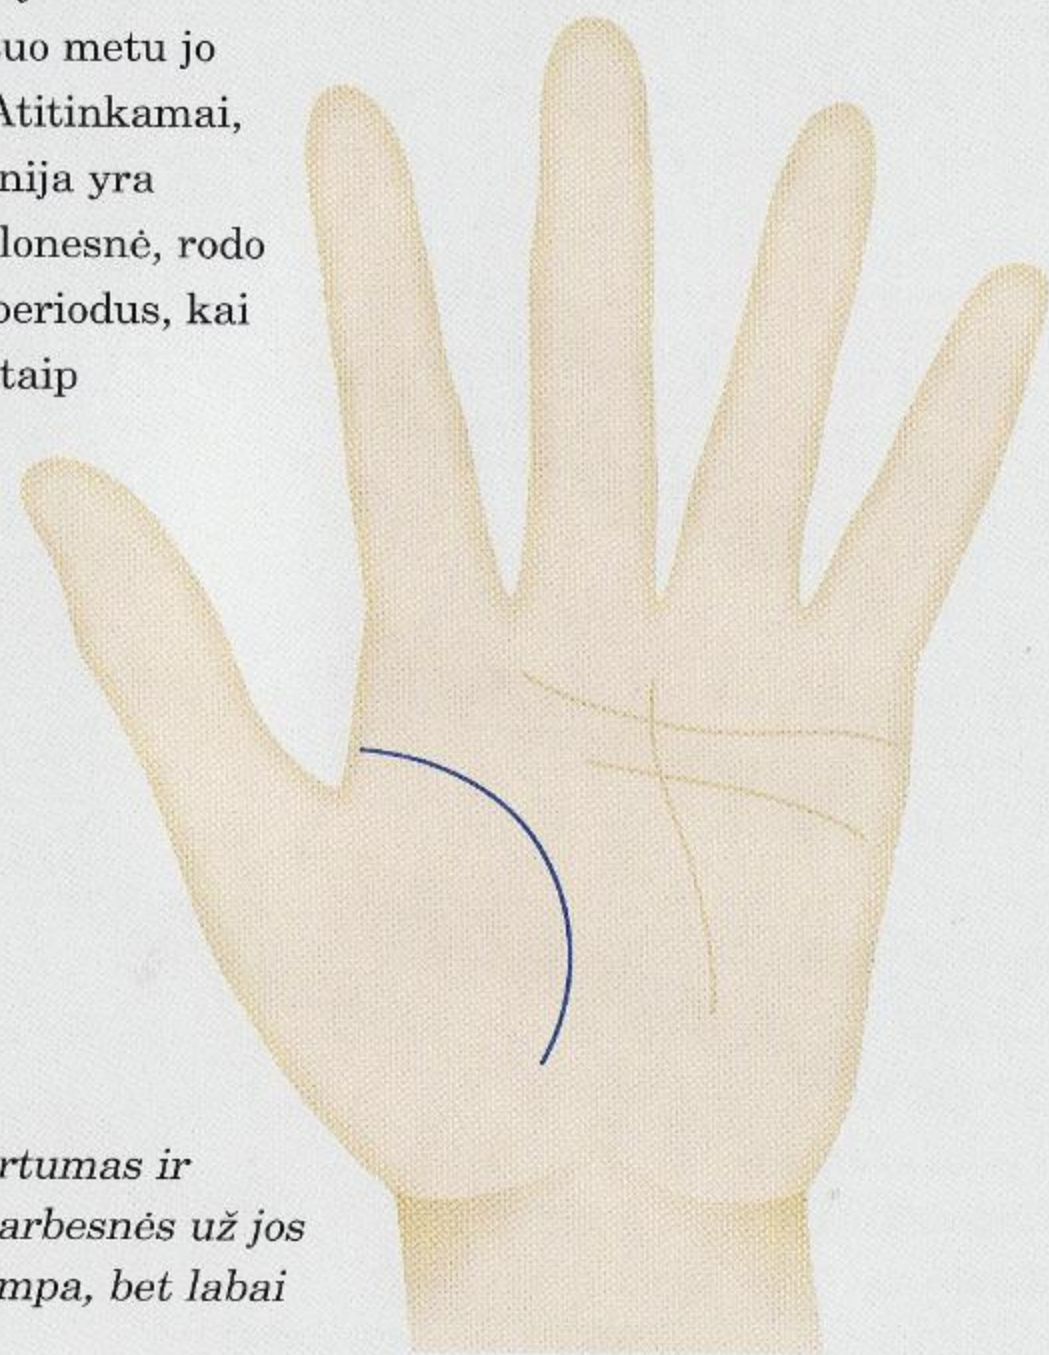 uo metu jo
Atitinkamai,
nija yra
lonesnė, rodo
periodus, kai
taip
rtumas ir
arbesnės už jos
mpa, bet labai